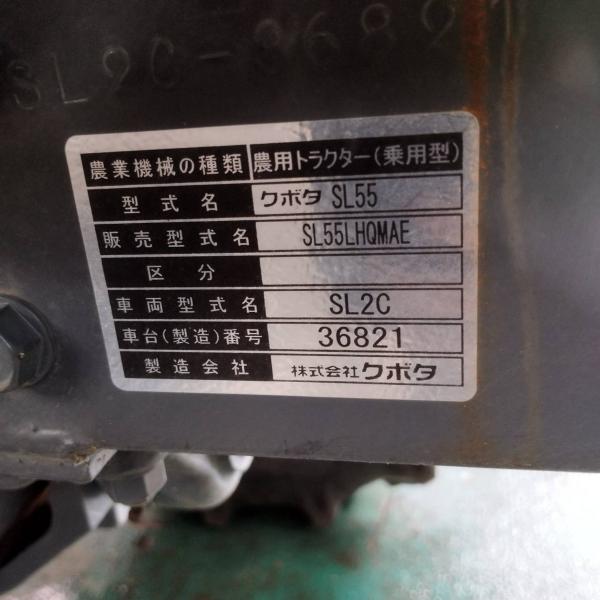 SL2C-3682
農業機械の種類 農用トラクター(乗用型)
型式名 クボタ SL55
販売型式名 SL55LHQMAE
区分
車両型式名 SL2C
車台(製造)番号 36821
製造会社 株式会社クボタ